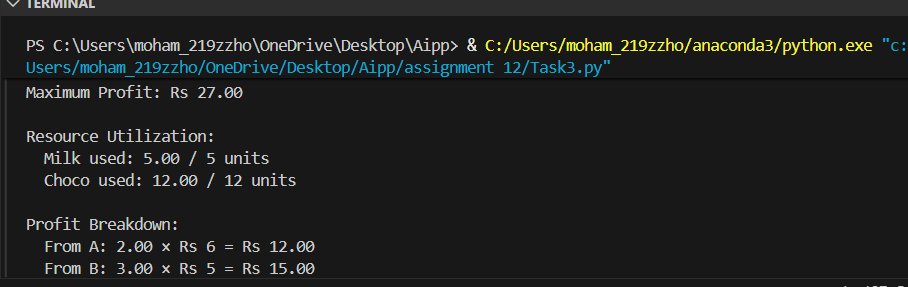 TERMINAL
PS C:\Users\moham_219zzho\OneDrive\Desktop\Aipp> & C:/Users/moham_219zzho/anaconda3/python.exe "c:
Users/moham_219zzho/OneDrive/Desktop/Aipp/assignment 12/Task3.py"
Maximum Profit: Rs 27.00
Resource Utilization:
Milk used: 5.00 / 5 units
Choco used: 12.00 / 12 units
Profit Breakdown:
From A: 2.00 × Rs 6 = Rs 12.00
From B: 3.00 × Rs 5 = Rs 15.00